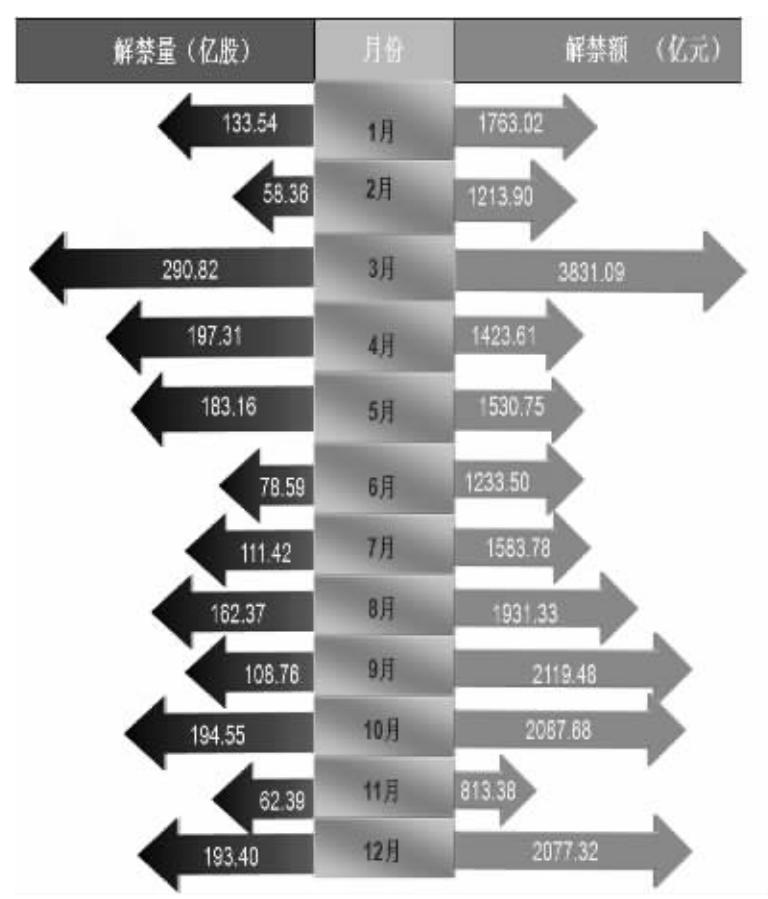 解禁量（亿股） 月份 解禁额 （亿元）
133.54 1月 1763.02
58.36 2月 1213.90
290.82 3月 3831.09
197.31 4月 1423.61
183.16 5月 1530.75
78.59 6月 1233.50
111.42 7月 1583.78
162.37 8月 1931.33
108.76 9月 2119.48
194.55 10月 2087.68
62.39 11月 813.38
193.40 12月 2077.32